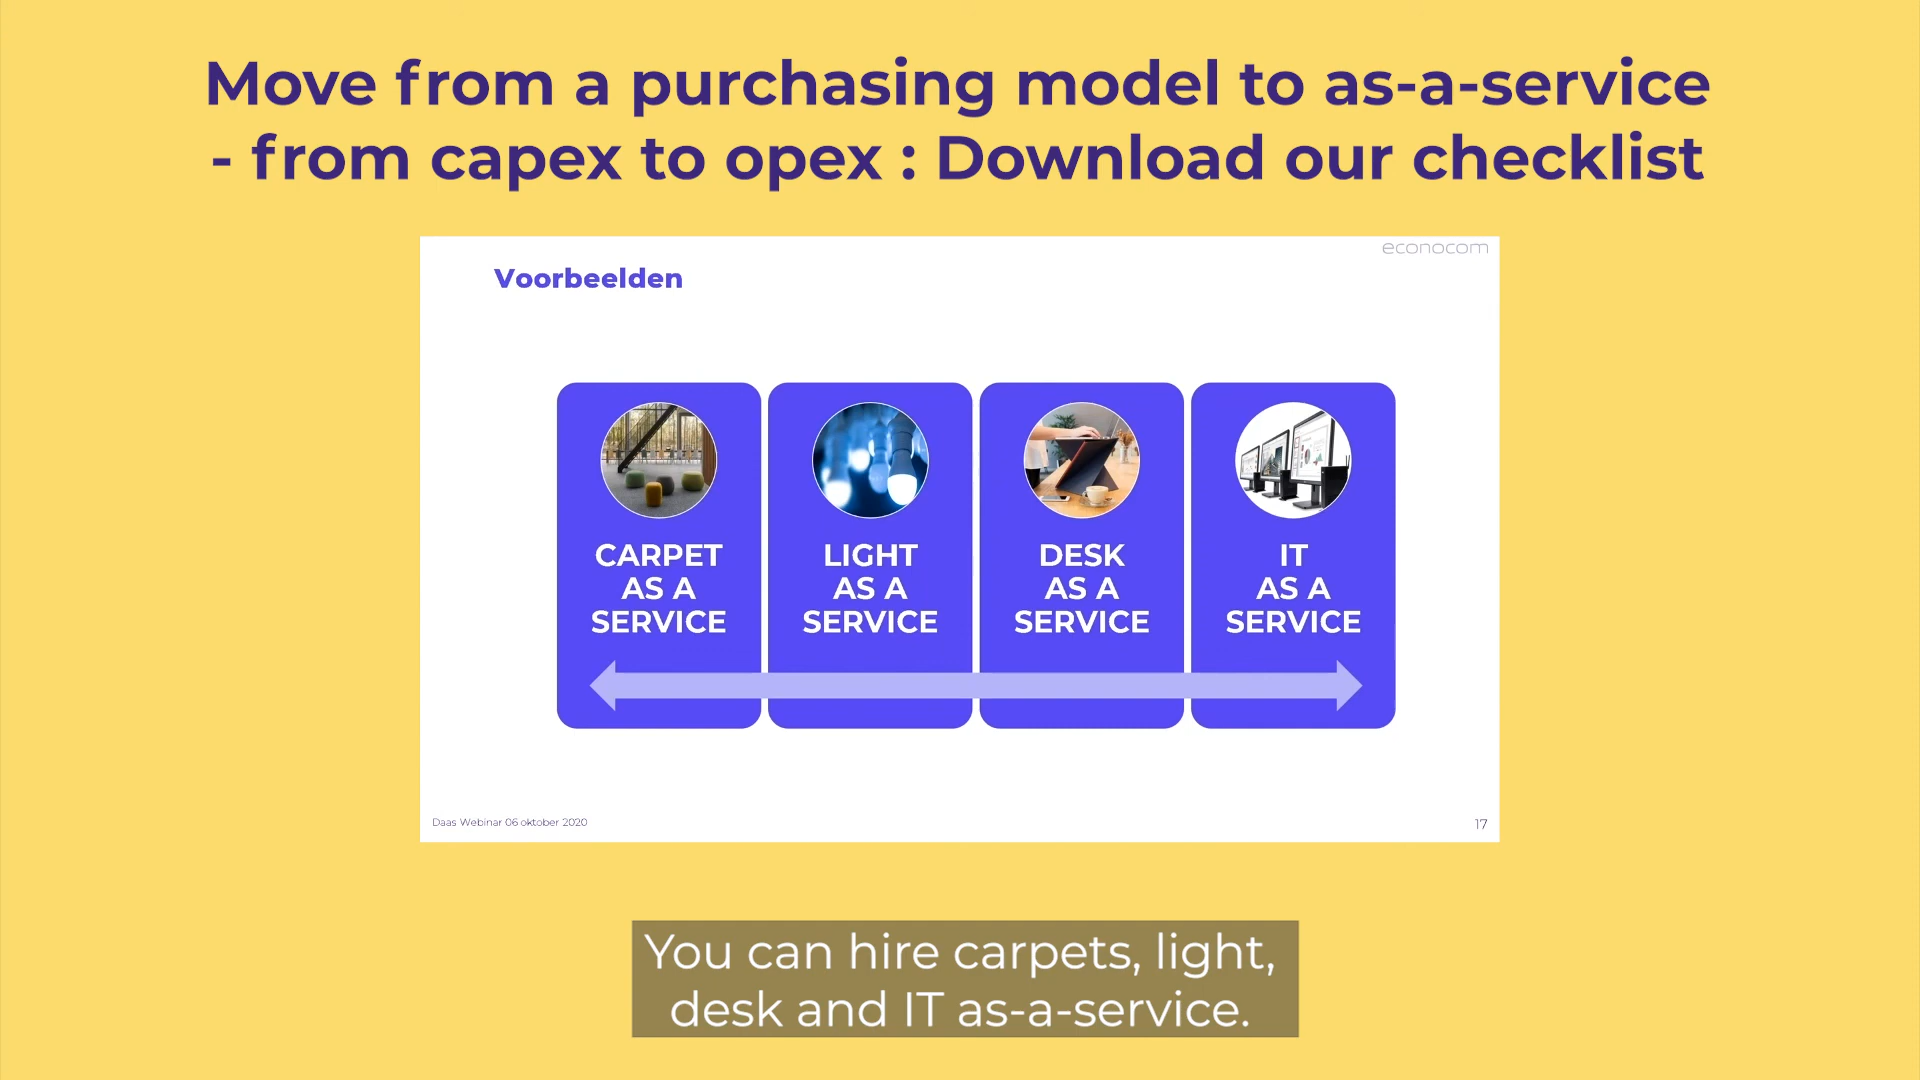 Move from a purchasing model to as-a-service
- from capex to opex : Download our checklist
econocom
Voorbeelden
CARPET
AS A
SERVICE
LIGHT
AS A
SERVICE
DESK
AS A
SERVICE
IT
AS A
SERVICE
Daas Webinar 06 oktober 2020
17
You can hire carpets, light,
desk and IT as-a-service.